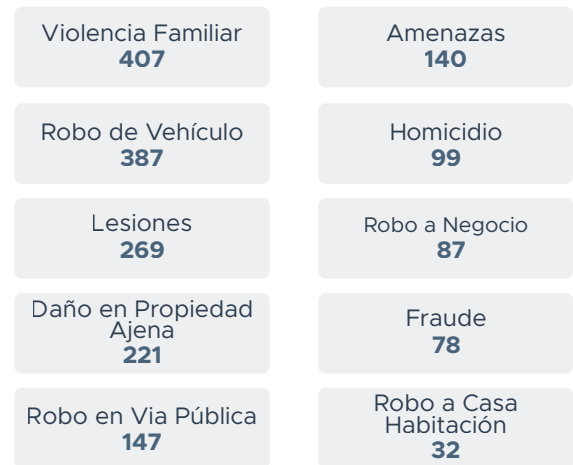 Violencia Familiar
407
Robo de Vehículo
387
Lesiones
269
Daño en Propiedad
Ajena
221
Robo en Via Pública
147
Amenazas
140
Homicidio
99
Robo a Negocio
87
Fraude
78
Robo a Casa
Habitación
32